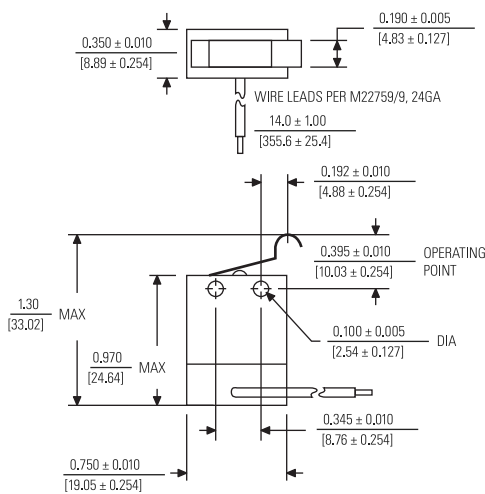 0.350 ± 0.010
[8.89 ± 0.254]
0.190 ± 0.005
[4.83 ± 0.127]
WIRE LEADS PER M22759/9, 24GA
14.0 ± 1.00
[355.6 ± 25.4]
0.192 ± 0.010
[4.88 ± 0.254]
0.395 ± 0.010
[10.03 ± 0.254]
OPERATING
POINT
1.30
[33.02]
MAX
0.970
[24.64]
MAX
0.100 ± 0.005
[2.54 ± 0.127]
DIA
0.345 ± 0.010
[8.76 ± 0.254]
0.750 ± 0.010
[19.05 ± 0.254]